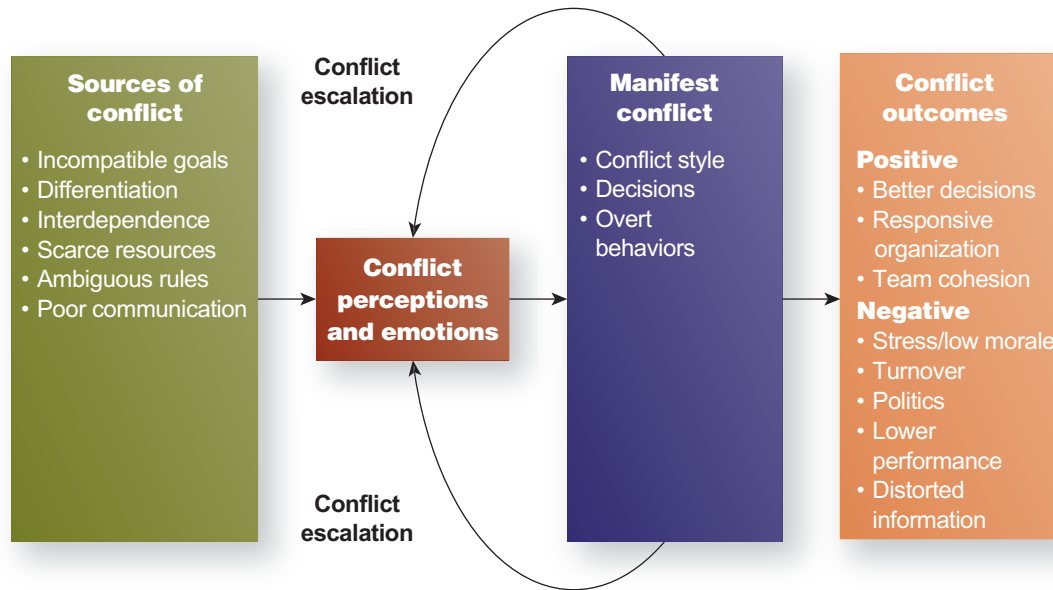 Sources of
conflict
• Incompatible goals
• Differentiation
• Interdependence
• Scarce resources
• Ambiguous rules
• Poor communication
Conflict
escalation
Conflict
perceptions
and emotions
Conflict
escalation
Manifest
conflict
• Conflict style
• Decisions
• Overt
behaviors
Conflict
outcomes
Positive
• Better decisions
• Responsive
organization
• Team cohesion
Negative
• Stress/low morale
• Turnover
• Politics
• Lower
performance
• Distorted
information